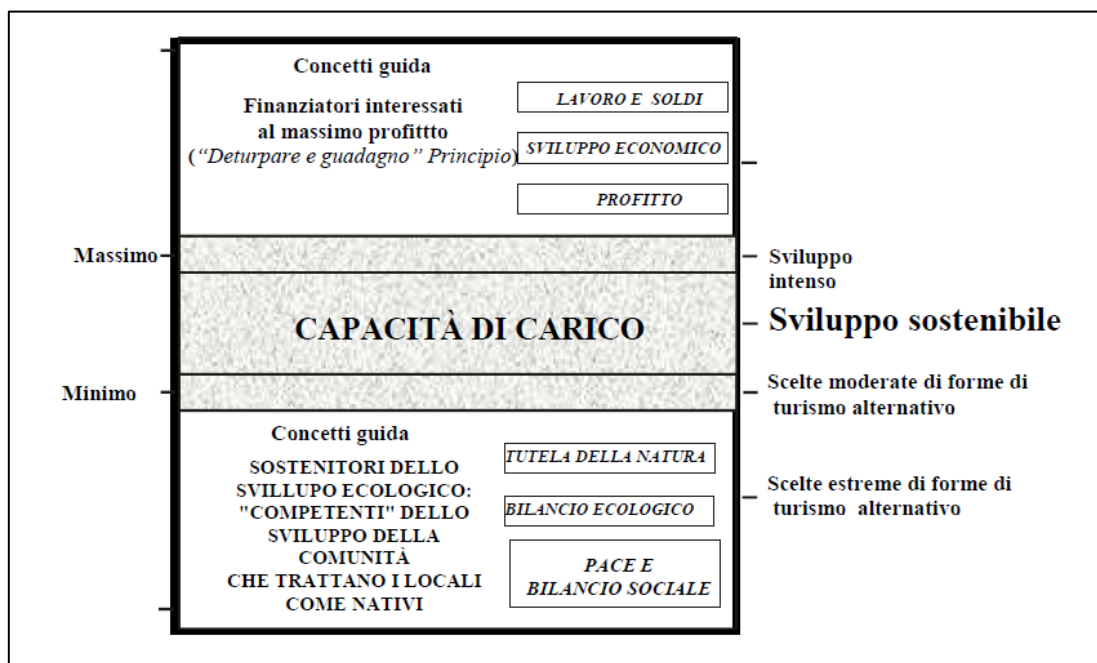 Concetti guida
Finanziatori interessati
al massimo profittto
(“Deturpare e guadagno” Principio)
LAVORO E SOLDI
SVILUPPO ECONOMICO
PROFITTO
Massimo
Sviluppo
intenso
CAPACITÀ DI CARICO
Sviluppo sostenibile
Minimo
Scelte moderate di forme di
turismo alternativo
Concetti guida
SOSTENITORI DELLO
SVILLUPO ECOLOGICO:
"COMPETENTI" DELLO
SVILUPPO DELLA
COMUNITÀ
CHE TRATTANO I LOCALI
COME NATIVI
TUTELA DELLA NATURA
BILANCIO ECOLOGICO
PACE E
BILANCIO SOCIALE
Scelte estreme di forme di
turismo alternativo